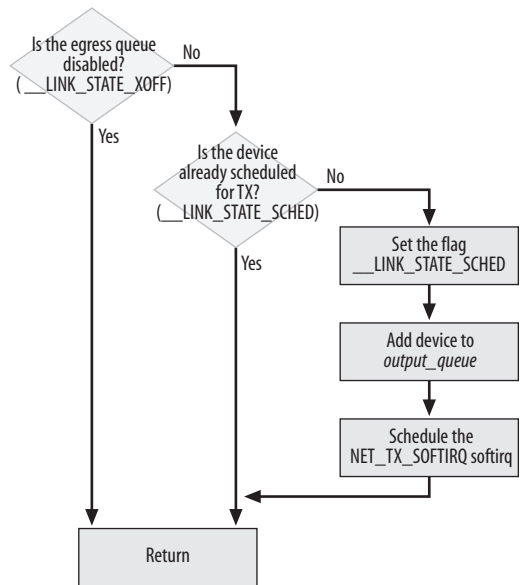 Is the egress queue
disabled?
( __LINK_STATE_XOFF)
No
Yes
Is the device
already scheduled
for TX?
(__LINK_STATE_SCHED)
No
Yes
Set the flag
__LINK_STATE_SCHED
Add device to
output_queue
Schedule the
NET_TX_SOFTIRQ softirq
Return